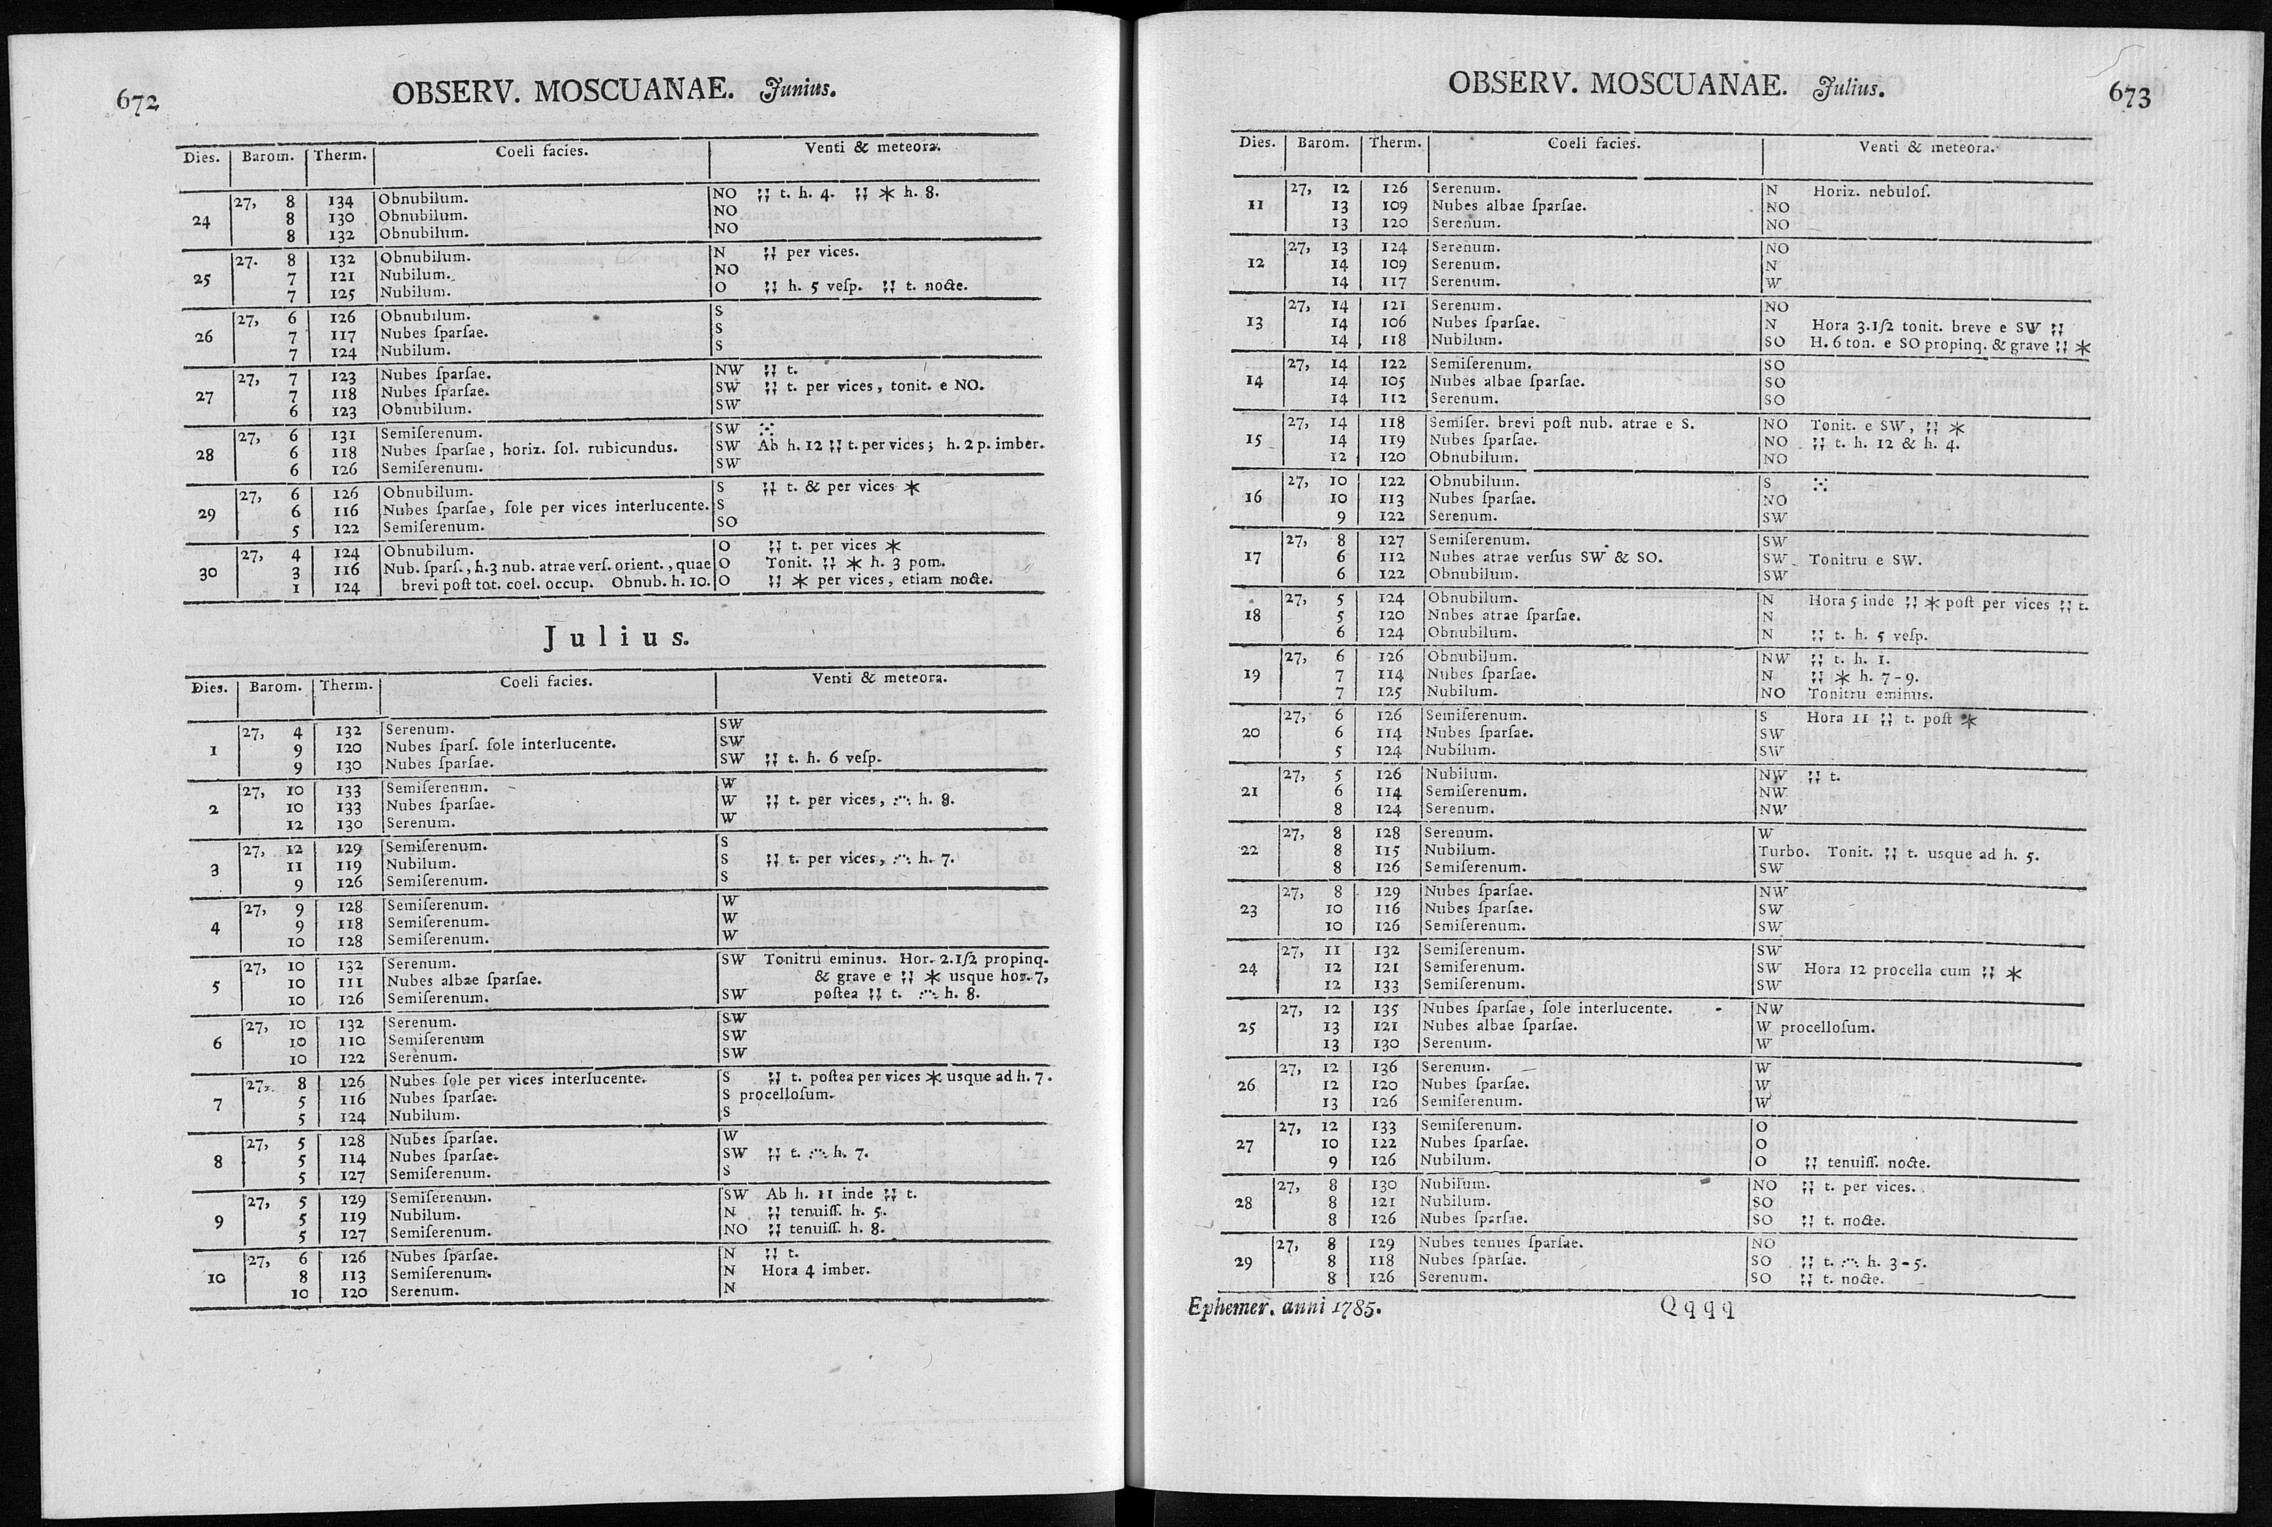 672
OBSERV. MOSCUANAE. Junius.
Dies. Barom. Therm. Coeli facies. Venti & meteora.
27, 8 134 Obnubilum. NO ;; t. h. 4. ;; * h. 8.
24 8 130 Obnubilum. NO
8 132 Obnubilum. NO
27. 8 132 Obnubilum. N ;; per vices.
25 7 121 Nubilum. NO
7 125 Nubilum. O ;; h. 5 veſp. ;; t. nocte.
27, 6 126 Obnubilum. S
26 7 117 Nubes ſparſae. S
7 124 Nubilum. S
27, 7 123 Nubes ſparſae. NW ;; t.
27 7 118 Nubes ſparſae. SW ;; t. per vices, tonit. e NO.
6 123 Obnubilum. SW
27, 6 131 Semiſerenum. SW ⁙
28 6 118 Nubes ſparſae, horiz. ſol. rubicundus. SW Ab h. 12 ;; t. per vices; h. 2 p. imber.
6 126 Semiſerenum. SW
27, 6 126 Obnubilum. S ;; t. & per vices *
29 6 116 Nubes ſparſae, ſole per vices interlucente. S
5 122 Semiſerenum. SO
27, 4 124 Obnubilum. O ;; t. per vices *
30 3 116 Nub. ſparſ., h. 3 nub. atrae verſ. orient., quae O Tonit. ;; * h. 3 pom.
1 124 brevi poſt tot. coel. occup. Obnub. h. 10. O ;; * per vices, etiam nocte.
Julius.
Dies. Barom. Therm. Coeli facies. Venti & meteora.
27, 4 132 Serenum. SW
1 9 120 Nubes ſparſ. ſole interlucente. SW
9 130 Nubes ſparſae. SW ;; t. h. 6 veſp.
27, 10 133 Semiſerenum. W
2 10 133 Nubes ſparſae. W ;; t. per vices, ⁙ h. 8.
12 130 Serenum. W
27, 12 129 Semiſerenum. S
3 11 119 Nubilum. S ;; t. per vices, ⁙ h. 7.
9 126 Semiſerenum. S
27, 9 128 Semiſerenum. W
4 9 118 Semiſerenum. W
10 128 Semiſerenum. W
27, 10 132 Serenum. SW Tonitru eminus. Hor. 2.1ſ2 propinq.
5 10 111 Nubes albae ſparſae. & grave e ;; * usque hor. 7,
10 126 Semiſerenum. SW poſtea ;; t. ⁙ h. 8.
27, 10 132 Serenum. SW
6 10 110 Semiſerenum SW
10 122 Serenum. SW
27, 8 126 Nubes ſole per vices interlucente. S ;; t. poſtea per vices * usque ad h. 7.
7 5 116 Nubes ſparſae. S procelloſum.
5 124 Nubilum. S
27, 5 128 Nubes ſparſae. W
8 5 114 Nubes ſparſae. SW ;; t. ⁙ h. 7.
5 127 Semiſerenum. S
27, 5 129 Semiſerenum. SW Ab h. 11 inde ;; t.
9 5 119 Nubilum. N ;; tenuiſſ. h. 5.
5 127 Semiſerenum. NO ;; tenuiſſ. h. 8.
27, 6 126 Nubes ſparſae. N ;; t.
10 8 113 Semiſerenum. N Hora 4 imber.
10 120 Serenum. N
OBSERV. MOSCUANAE. Julius.
673
Dies. Barom. Therm. Coeli facies. Venti & meteora.
27, 12 126 Serenum. N Horiz. nebuloſ.
11 13 109 Nubes albae ſparſae. NO
13 120 Serenum. NO
27, 13 124 Serenum. NO
12 14 109 Serenum. N
14 117 Serenum. W
27, 14 121 Serenum. NO
13 14 106 Nubes ſparſae. N Hora 3.1ſ2 tonit. breve e SW ;;
14 118 Nubilum. SO H. 6 ton. e SO propinq. & grave ;; *
27, 14 122 Semiſerenum. SO
14 14 105 Nubes albae ſparſae. SO
14 112 Serenum. SO
27, 14 118 Semiſer. brevi poſt nub. atrae e S. NO Tonit. e SW, ;; *
15 14 119 Nubes ſparſae. NO ;; t. h. 12 & h. 4.
12 120 Obnubilum. NO
27, 10 122 Obnubilum. S ⁙
16 10 113 Nubes ſparſae. NO
9 122 Serenum. SW
27, 8 127 Semiſerenum. SW
17 6 112 Nubes atrae verſus SW & SO. SW Tonitru e SW.
6 122 Obnubilum. SW
27, 5 124 Obnubilum. N Hora 5 inde ;; * poſt per vices ;; t.
18 5 120 Nnbes atrae ſparſae. N
6 124 Obnubilum. N ;; t. h. 5 veſp.
27, 6 126 Obnubilum. NW ;; t. h. 1.
19 7 114 Nubes ſparſae. N ;; * h. 7-9.
7 125 Nubilum. NO Tonitru eminus.
27, 6 126 Semiſerenum. S Hora 11 ;; t. poſt *
20 6 114 Nubes ſparſae. SW
5 124 Nubilum. SW
27, 5 126 Nubilum. NW ;; t.
21 6 114 Semiſerenum. NW
8 124 Serenum. NW
27, 8 128 Serenum. W
22 8 115 Nubilum. Turbo. Tonit. ;; t. usque ad h. 5.
8 126 Semiſerenum. SW
27, 8 129 Nubes ſparſae. NW
23 10 116 Nubes ſparſae. SW
10 126 Semiſerenum. SW
27, 11 132 Semiſerenum. SW
24 12 121 Semiſerenum. SW Hora 12 procella cum ;; *
12 133 Semiſerenum. SW
27, 12 135 Nubes ſparſae, ſole interlucente. NW
25 13 121 Nubes albae ſparſae. W procelloſum.
13 130 Serenum. W
27, 12 136 Serenum. W
26 12 120 Nubes ſparſae. W
13 126 Semiſerenum. W
27, 12 133 Semiſerenum. O
27 10 122 Nubes ſparſae. O
9 126 Nubilum. O ;; tenuiſſ. nocte.
27, 8 130 Nubilum. NO ;; t. per vices.
28 8 121 Nubilum. SO
8 126 Nubes ſparſae. SO ;; t. nocte.
27, 8 129 Nubes tenues ſparſae. NO
29 8 118 Nubes ſparſae. SO ;; t. ⁙ h. 3-5.
8 126 Serenum. SO ;; t. nocte.
Ephemer. anni 1785. Qqqq